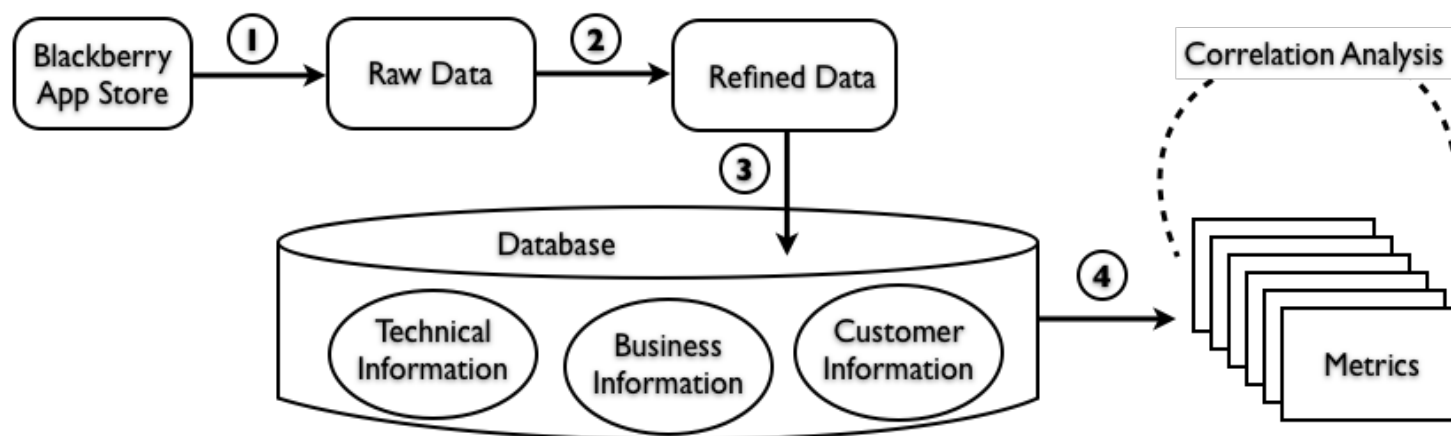 1
2
Blackberry
App Store
Raw Data
Refined Data
Correlation Analysis
3
Database
4
Technical
Information
Business
Information
Customer
Information
Metrics